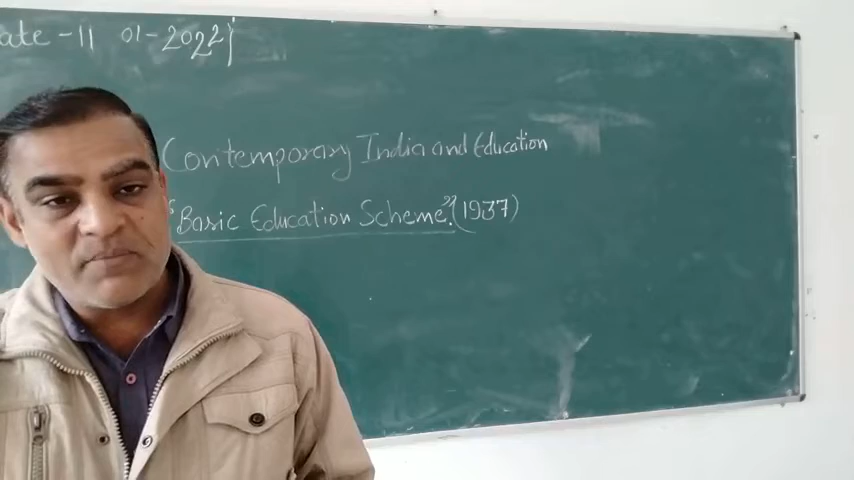 ate - 11 01 - 2022
Contemporary India and Education
"Basic Education Scheme." (1937)